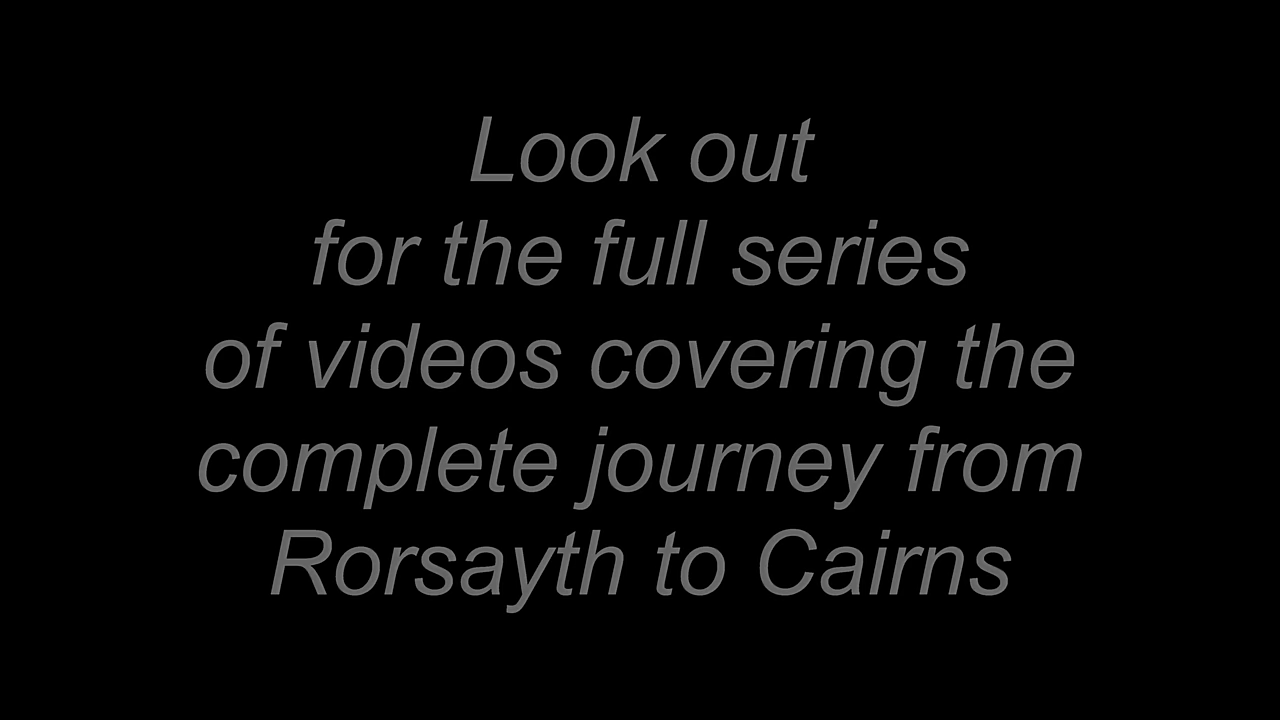 Look out
for the full series
of videos covering the
complete journey from
Rorsayth to Cairns